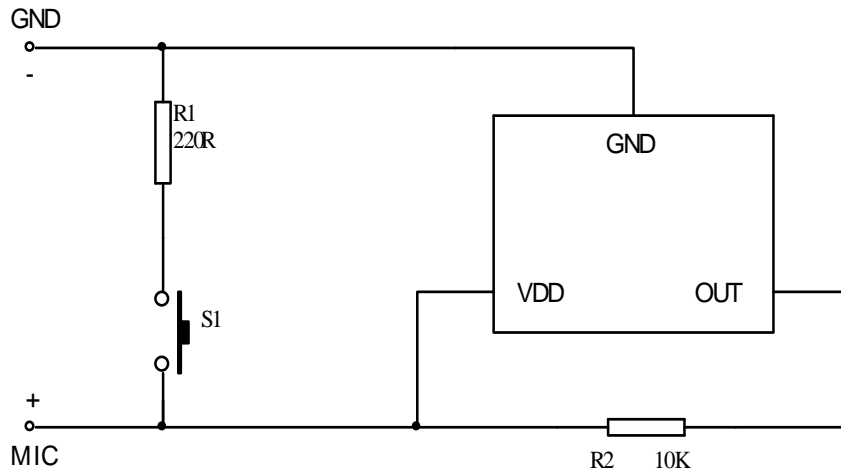 GND
-
R1
220R
GND
VDD OUT
S1
+
MIC
R2 10K